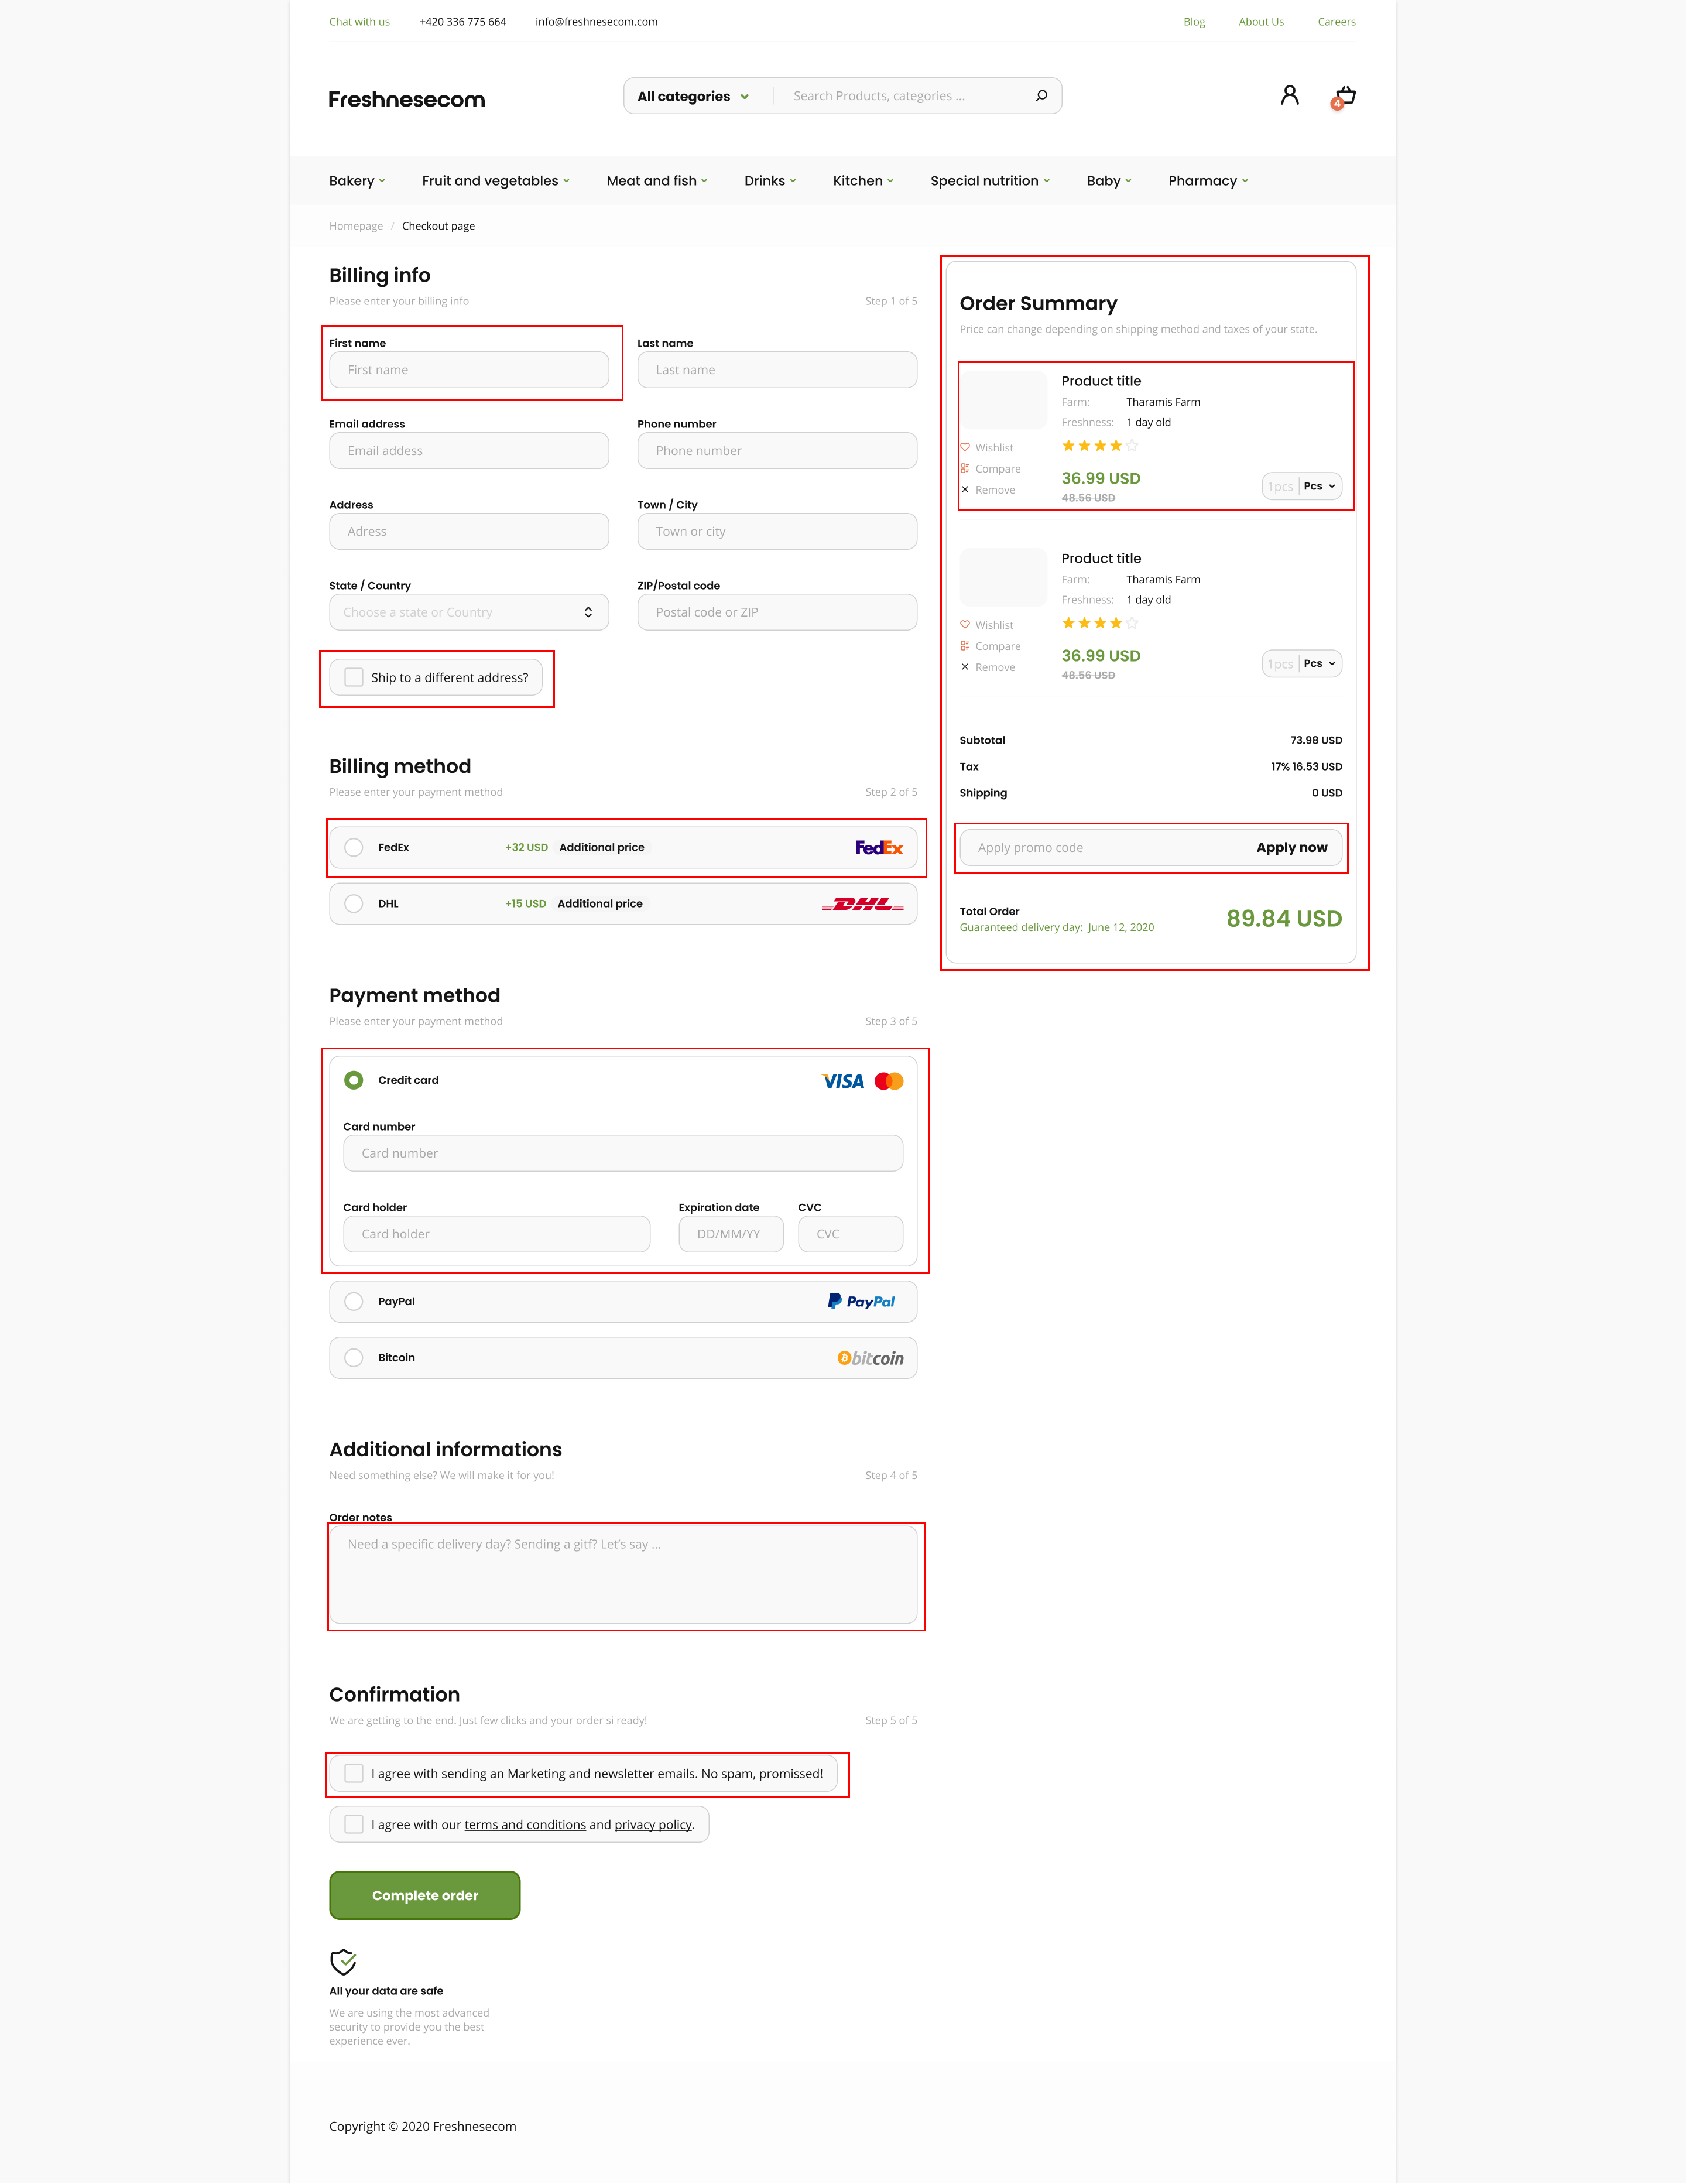 Chat with us +420 336 775 664 info@freshnesecom.com Blog About Us Careers
Freshnesecom All categories Search Products, categories ... 4
Bakery Fruit and vegetables Meat and fish Drinks Kitchen Special nutrition Baby Pharmacy
Homepage / Checkout page
Billing info
Please enter your billing info Step 1 of 5
First name Last name
First name Last name
Email address Phone number
Email addess Phone number
Address Town / City
Adress Town or city
State / Country ZIP/Postal code
Choose a state or Country Postal code or ZIP
Ship to a different address?
Billing method
Please enter your payment method Step 2 of 5
FedEx +32 USD Additional price FedEx
DHL +15 USD Additional price DHL
Payment method
Please enter your payment method Step 3 of 5
Credit card VISA
Card number
Card number
Card holder Expiration date CVC
Card holder DD/MM/YY CVC
PayPal PayPal
Bitcoin bitcoin
Additional informations
Need something else? We will make it for you! Step 4 of 5
Order notes
Need a specific delivery day? Sending a gitf? Let's say ...
Confirmation
We are getting to the end. Just few clicks and your order si ready! Step 5 of 5
I agree with sending an Marketing and newsletter emails. No spam, promissed!
I agree with our terms and conditions and privacy policy.
Complete order
All your data are safe
We are using the most advanced
security to provide you the best
experience ever.
Order Summary
Price can change depending on shipping method and taxes of your state.
Product title
Farm: Tharamis Farm
Freshness: 1 day old
Wishlist
Compare
Remove
36.99 USD
48.56 USD
1pcs Pcs
Product title
Farm: Tharamis Farm
Freshness: 1 day old
Wishlist
Compare
Remove
36.99 USD
48.56 USD
1pcs Pcs
Subtotal 73.98 USD
Tax 17% 16.53 USD
Shipping 0 USD
Apply promo code Apply now
Total Order
Guaranteed delivery day: June 12, 2020
89.84 USD
Copyright © 2020 Freshnesecom